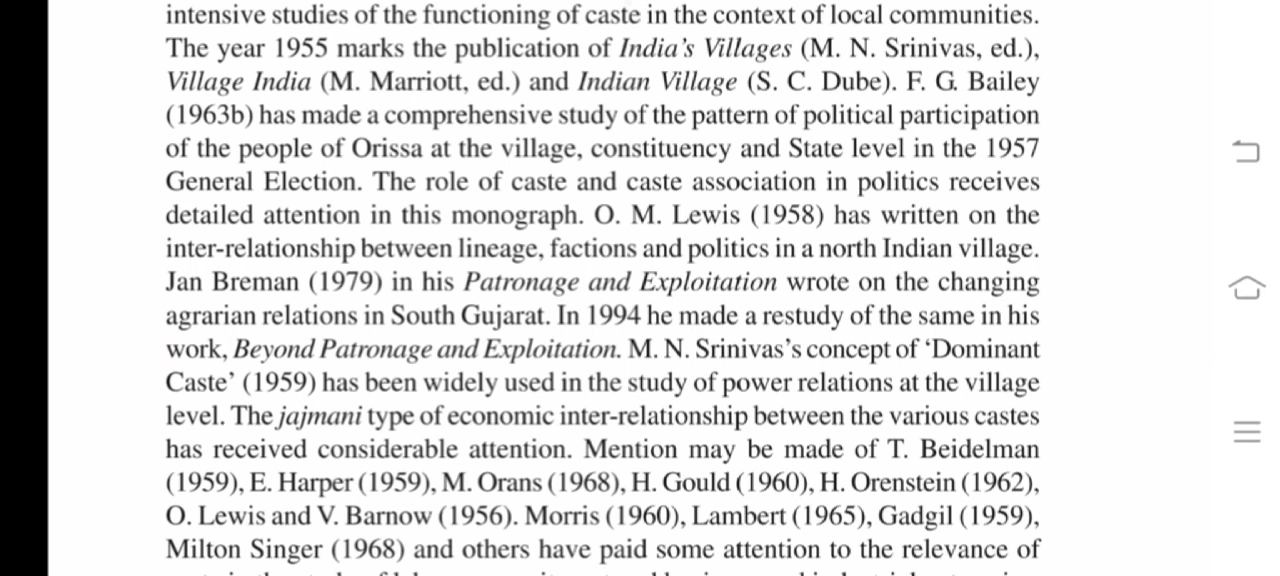 intensive studies of the functioning of caste in the context of local communities.
The year 1955 marks the publication of India's Villages (M. N. Srinivas, ed.),
Village India (M. Marriott, ed.) and Indian Village (S. C. Dube). F. G. Bailey
(1963b) has made a comprehensive study of the pattern of political participation
of the people of Orissa at the village, constituency and State level in the 1957
General Election. The role of caste and caste association in politics receives
detailed attention in this monograph. O. M. Lewis (1958) has written on the
inter-relationship between lineage, factions and politics in a north Indian village.
Jan Breman (1979) in his Patronage and Exploitation wrote on the changing
agrarian relations in South Gujarat. In 1994 he made a restudy of the same in his
work, Beyond Patronage and Exploitation. M. N. Srinivas's concept of ‘Dominant
Caste’ (1959) has been widely used in the study of power relations at the village
level. The jajmani type of economic inter-relationship between the various castes
has received considerable attention. Mention may be made of T. Beidelman
(1959), E. Harper (1959), M. Orans (1968), H. Gould (1960), H. Orenstein (1962),
O. Lewis and V. Barnow (1956). Morris (1960), Lambert (1965), Gadgil (1959),
Milton Singer (1968) and others have paid some attention to the relevance of